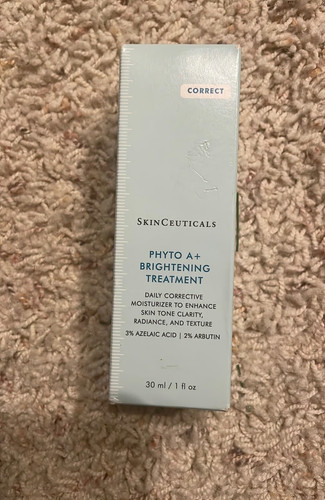 CORRECT
SKINCEUTICALS
PHYTO A+
BRIGHTENING
TREATMENT
DAILY CORRECTIVE
MOISTURIZER TO ENHANCE
SKIN TONE CLARITY,
RADIANCE, AND TEXTURE
3% AZELAIC ACID | 2% ARBUTIN
30 ml / 1 fl oz